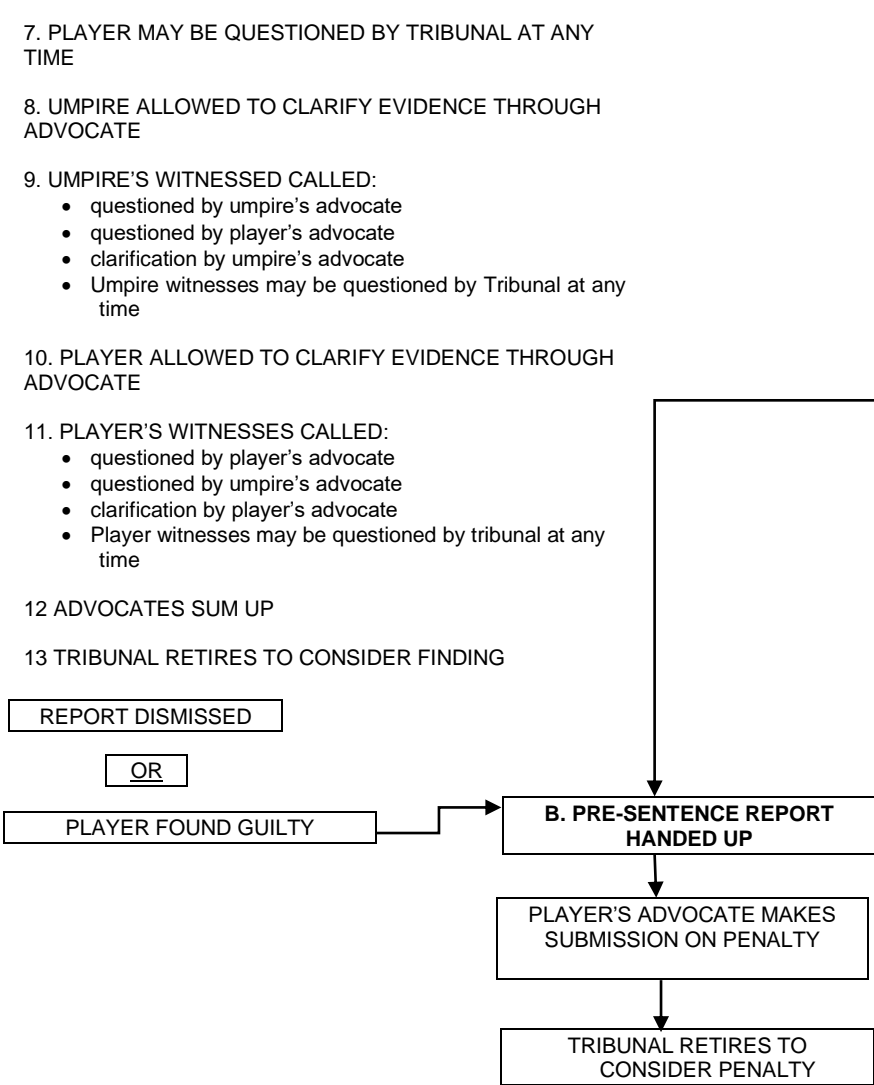 7. PLAYER MAY BE QUESTIONED BY TRIBUNAL AT ANY
TIME
8. UMPIRE ALLOWED TO CLARIFY EVIDENCE THROUGH
ADVOCATE
9. UMPIRE’S WITNESSED CALLED:
• questioned by umpire’s advocate
• questioned by player’s advocate
• clarification by umpire’s advocate
• Umpire witnesses may be questioned by Tribunal at any
time
10. PLAYER ALLOWED TO CLARIFY EVIDENCE THROUGH
ADVOCATE
11. PLAYER’S WITNESSES CALLED:
• questioned by player’s advocate
• questioned by umpire’s advocate
• clarification by player’s advocate
• Player witnesses may be questioned by tribunal at any
time
12 ADVOCATES SUM UP
13 TRIBUNAL RETIRES TO CONSIDER FINDING
REPORT DISMISSED
OR
PLAYER FOUND GUILTY
B. PRE-SENTENCE REPORT
HANDED UP
PLAYER’S ADVOCATE MAKES
SUBMISSION ON PENALTY
TRIBUNAL RETIRES TO
CONSIDER PENALTY